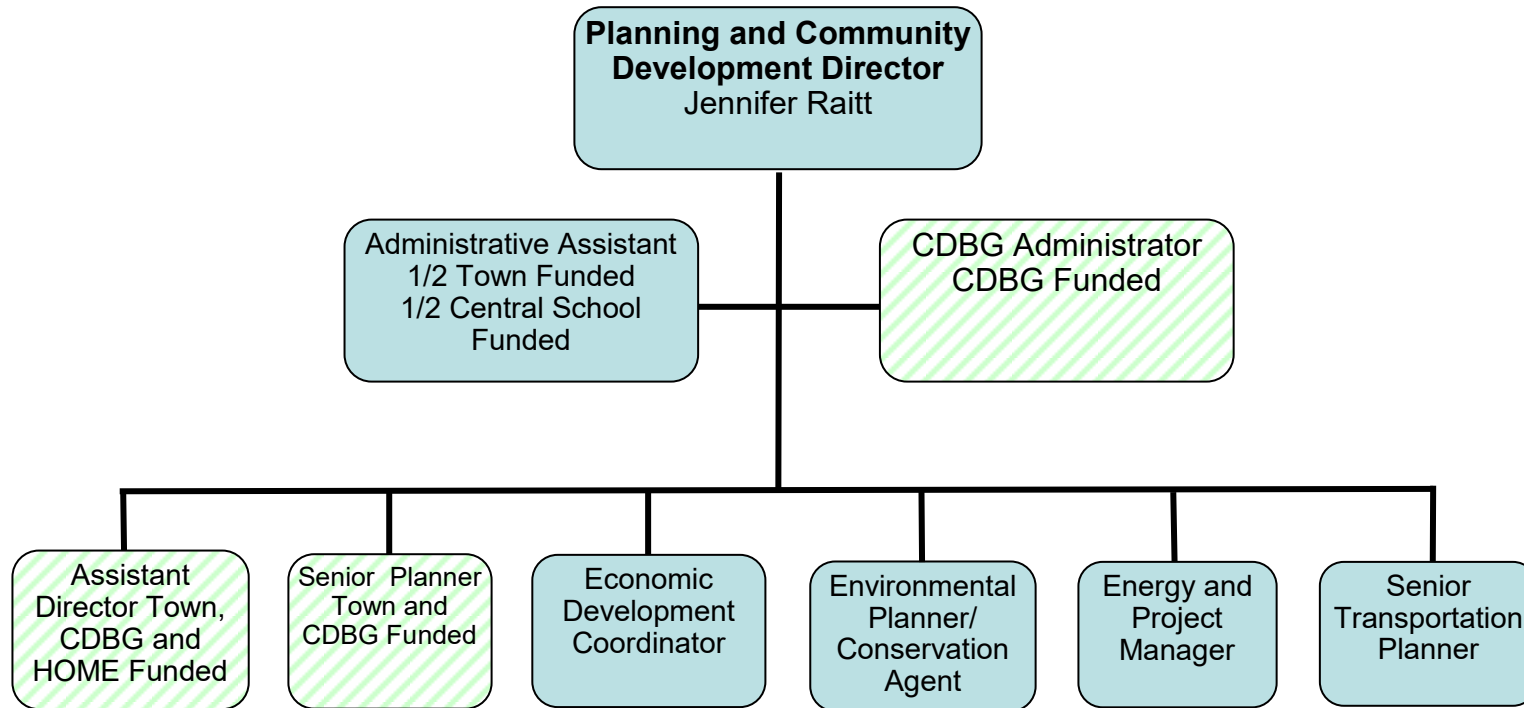 Planning and Community
Development Director
Jennifer Raitt
Administrative Assistant
1/2 Town Funded
1/2 Central School
Funded
CDBG Administrator
CDBG Funded
Assistant
Director Town,
CDBG and
HOME Funded
Senior Planner
Town and
CDBG Funded
Economic
Development
Coordinator
Environmental
Planner/
Conservation
Agent
Energy and
Project
Manager
Senior
Transportation
Planner